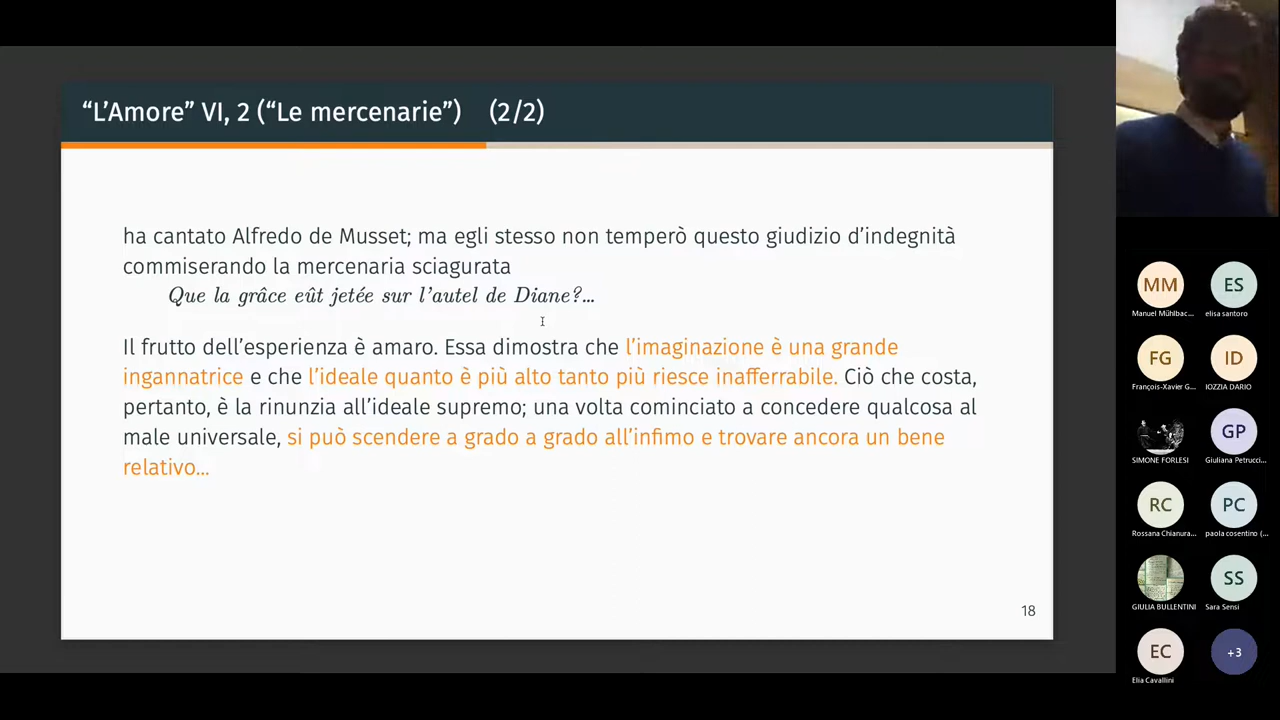 “L’Amore” VI, 2 (“Le mercenarie”) (2/2)
ha cantato Alfredo de Musset; ma egli stesso non temperò questo giudizio d’indegnità
commiserando la mercenaria sciagurata
Que la grâce eût jetée sur l’autel de Diane?...
Il frutto dell’esperienza è amaro. Essa dimostra che l’imaginazione è una grande
ingannatrice e che l’ideale quanto è più alto tanto più riesce inafferrabile. Ciò che costa,
pertanto, è la rinunzia all’ideale supremo; una volta cominciato a concedere qualcosa al
male universale, si può scendere a grado a grado all’infimo e trovare ancora un bene
relativo...
18
MM ES
Manuel Mühlbac... elisa santoro
FG ID
François-Xavier G... IOZZIA DARIO
GP
SIMONE FORLESI Giuliana Petrucci...
RC PC
Rossana Chianura... paola cosentino (...
SS
GIULIA BULLENTINI Sara Sensi
EC +3
Elia Cavallini